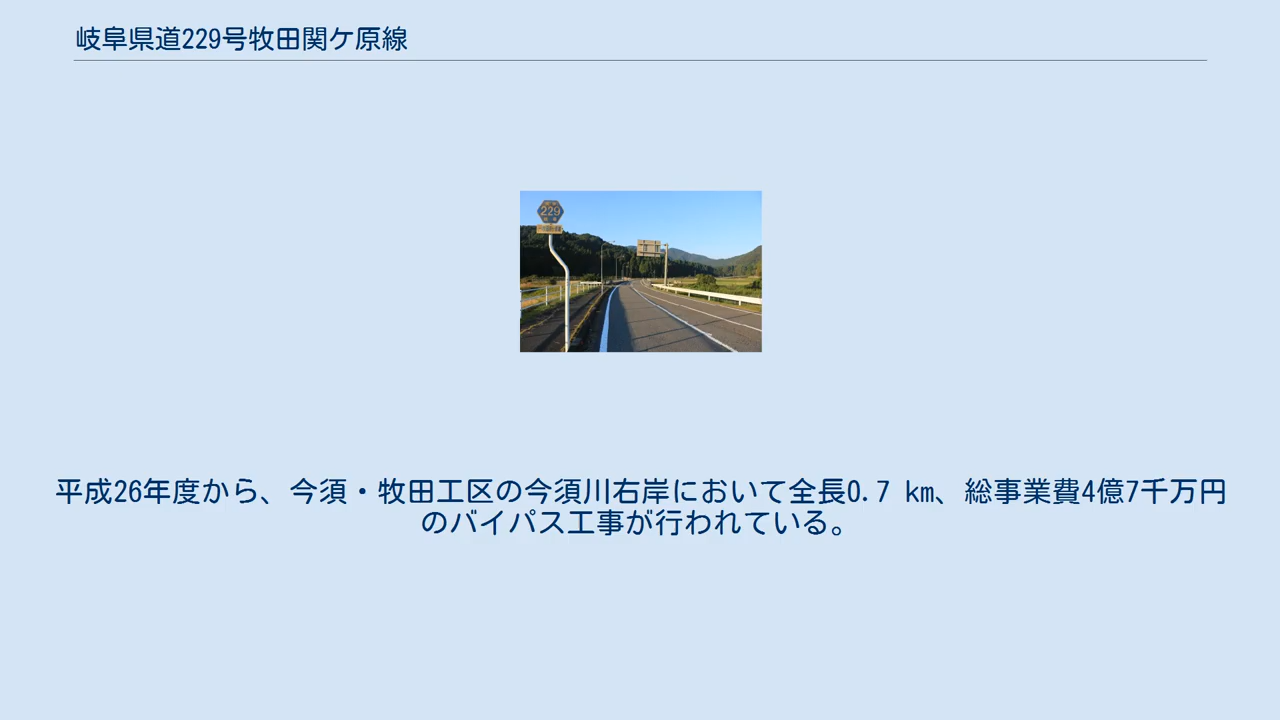 岐阜県道229号牧田関ケ原線
229
平成26年度から、今須・牧田工区の今須川右岸において全長0.7 km、総事業費4億7千万円
のバイパス工事が行われている。